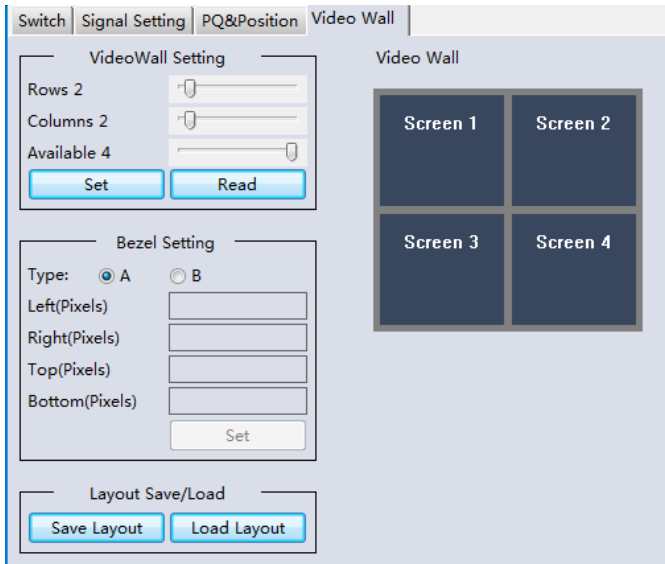 Switch Signal Setting PQ&Position Video Wall
VideoWall Setting
Rows 2
Columns 2
Available 4
Set Read
Bezel Setting
Type: A B
Left(Pixels)
Right(Pixels)
Top(Pixels)
Bottom(Pixels)
Set
Layout Save/Load
Save Layout Load Layout
Video Wall
Screen 1 Screen 2
Screen 3 Screen 4